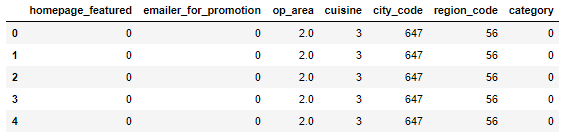 homepage_featured emailer_for_promotion op_area cuisine city_code region_code category
0 0 0 2.0 3 647 56 0
1 0 0 2.0 3 647 56 0
2 0 0 2.0 3 647 56 0
3 0 0 2.0 3 647 56 0
4 0 0 2.0 3 647 56 0